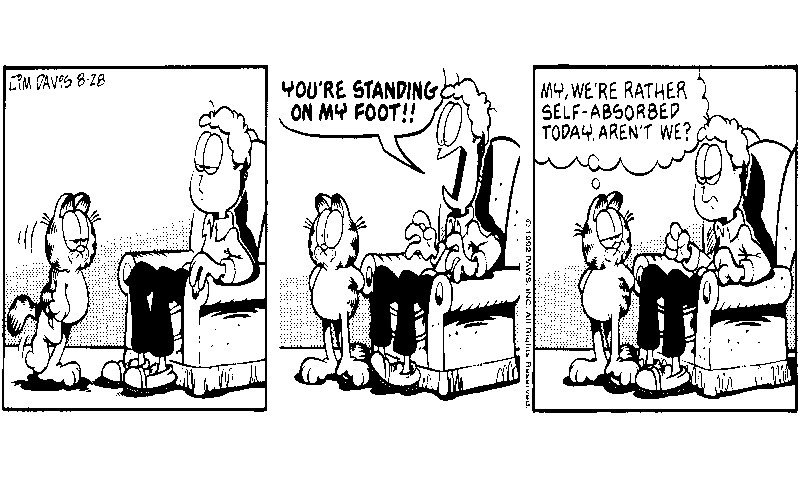 JIM DAVIS 8-28
YOU'RE STANDING
ON MY FOOT!!
© 1992 PAWS, INC. All Rights Reserved.
MY, WE'RE RATHER
SELF-ABSORBED
TODAY, AREN'T WE?